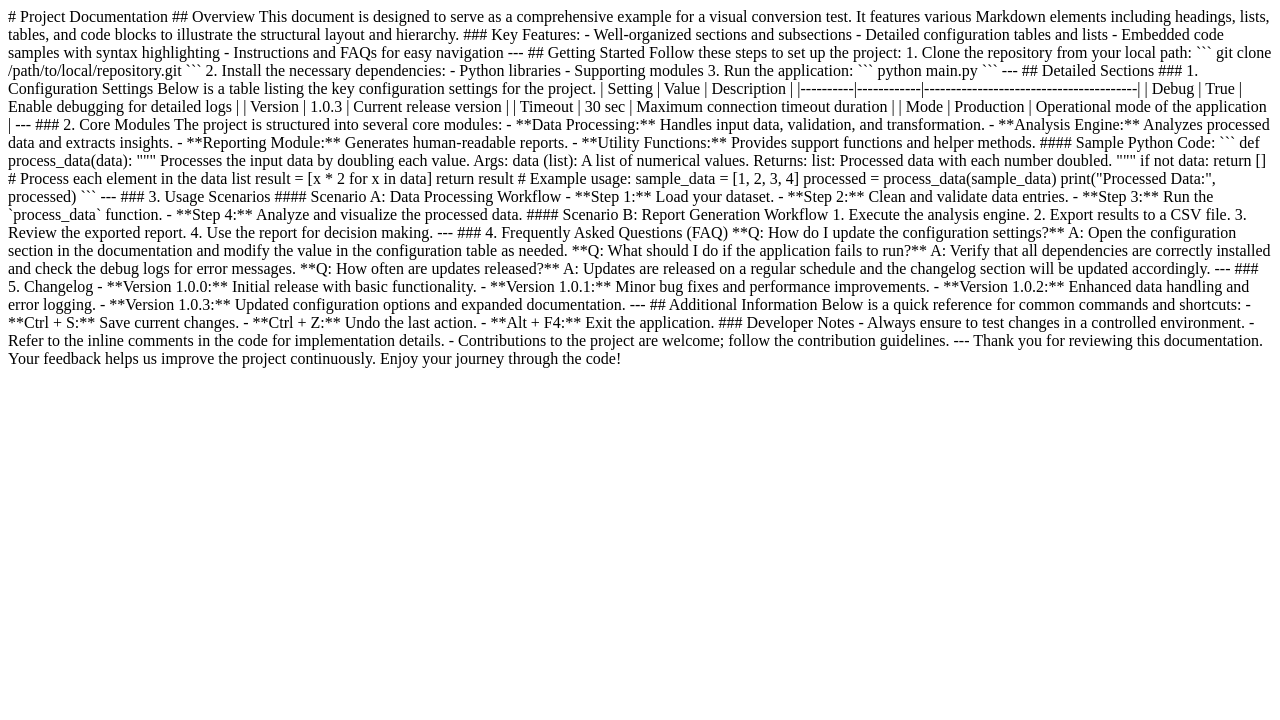 # Project Documentation ## Overview This document is designed to serve as a comprehensive example for a visual conversion test. It features various Markdown elements including headings, lists,
tables, and code blocks to illustrate the structural layout and hierarchy. ### Key Features: - Well-organized sections and subsections - Detailed configuration tables and lists - Embedded code
samples with syntax highlighting - Instructions and FAQs for easy navigation --- ## Getting Started Follow these steps to set up the project: 1. Clone the repository from your local path: ``` git clone
/path/to/local/repository.git ``` 2. Install the necessary dependencies: - Python libraries - Supporting modules 3. Run the application: ``` python main.py ``` --- ## Detailed Sections ### 1.
Configuration Settings Below is a table listing the key configuration settings for the project. | Setting | Value | Description | |----------|------------|----------------------------------------| | Debug | True |
Enable debugging for detailed logs | | Version | 1.0.3 | Current release version | | Timeout | 30 sec | Maximum connection timeout duration | | Mode | Production | Operational mode of the application
| --- ### 2. Core Modules The project is structured into several core modules: - **Data Processing:** Handles input data, validation, and transformation. - **Analysis Engine:** Analyzes processed
data and extracts insights. - **Reporting Module:** Generates human-readable reports. - **Utility Functions:** Provides support functions and helper methods. #### Sample Python Code: ``` def
process_data(data): """ Processes the input data by doubling each value. Args: data (list): A list of numerical values. Returns: list: Processed data with each number doubled. """ if not data: return []
# Process each element in the data list result = [x * 2 for x in data] return result # Example usage: sample_data = [1, 2, 3, 4] processed = process_data(sample_data) print("Processed Data:",
processed) ``` --- ### 3. Usage Scenarios #### Scenario A: Data Processing Workflow - **Step 1:** Load your dataset. - **Step 2:** Clean and validate data entries. - **Step 3:** Run the
`process_data` function. - **Step 4:** Analyze and visualize the processed data. #### Scenario B: Report Generation Workflow 1. Execute the analysis engine. 2. Export results to a CSV file. 3.
Review the exported report. 4. Use the report for decision making. --- ### 4. Frequently Asked Questions (FAQ) **Q: How do I update the configuration settings?** A: Open the configuration
section in the documentation and modify the value in the configuration table as needed. **Q: What should I do if the application fails to run?** A: Verify that all dependencies are correctly installed
and check the debug logs for error messages. **Q: How often are updates released?** A: Updates are released on a regular schedule and the changelog section will be updated accordingly. --- ###
5. Changelog - **Version 1.0.0:** Initial release with basic functionality. - **Version 1.0.1:** Minor bug fixes and performance improvements. - **Version 1.0.2:** Enhanced data handling and
error logging. - **Version 1.0.3:** Updated configuration options and expanded documentation. --- ## Additional Information Below is a quick reference for common commands and shortcuts: -
**Ctrl + S:** Save current changes. - **Ctrl + Z:** Undo the last action. - **Alt + F4:** Exit the application. ### Developer Notes - Always ensure to test changes in a controlled environment. -
Refer to the inline comments in the code for implementation details. - Contributions to the project are welcome; follow the contribution guidelines. --- Thank you for reviewing this documentation.
Your feedback helps us improve the project continuously. Enjoy your journey through the code!